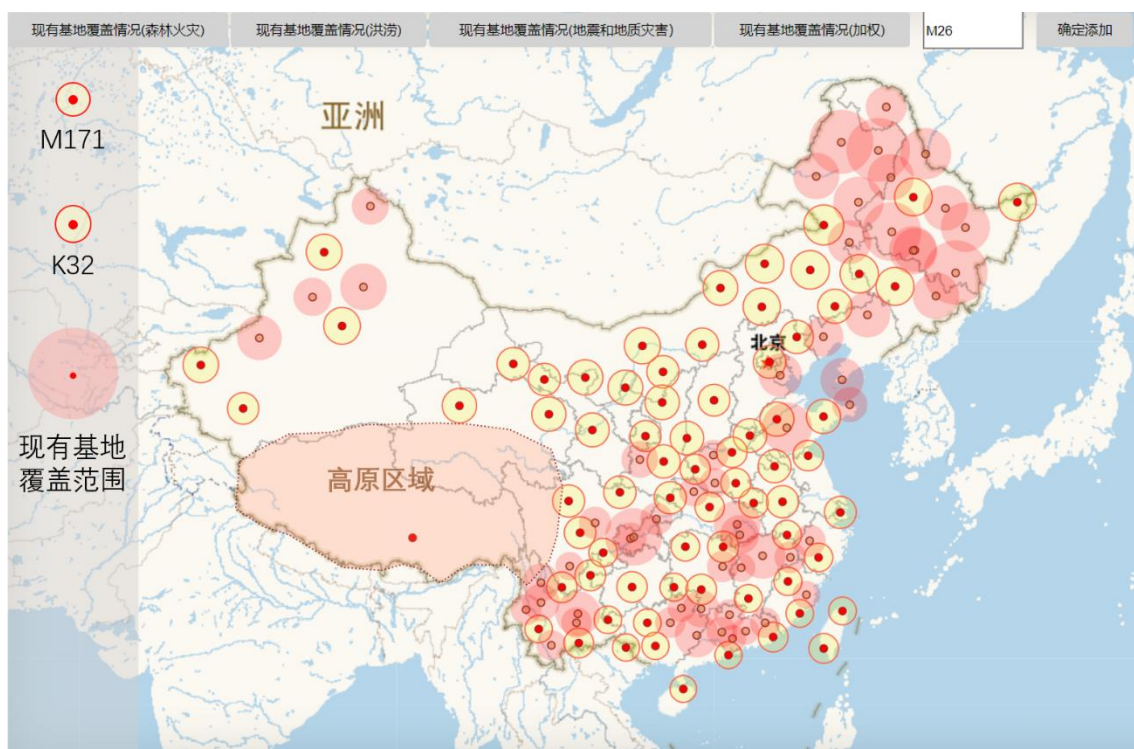 现有基地覆盖情况(森林火灾)
现有基地覆盖情况(洪涝)
现有基地覆盖情况(地震和地质灾害)
现有基地覆盖情况(加权)
M26
确定添加
亚洲
M171
K32
北京
现有基地
覆盖范围
高原区域